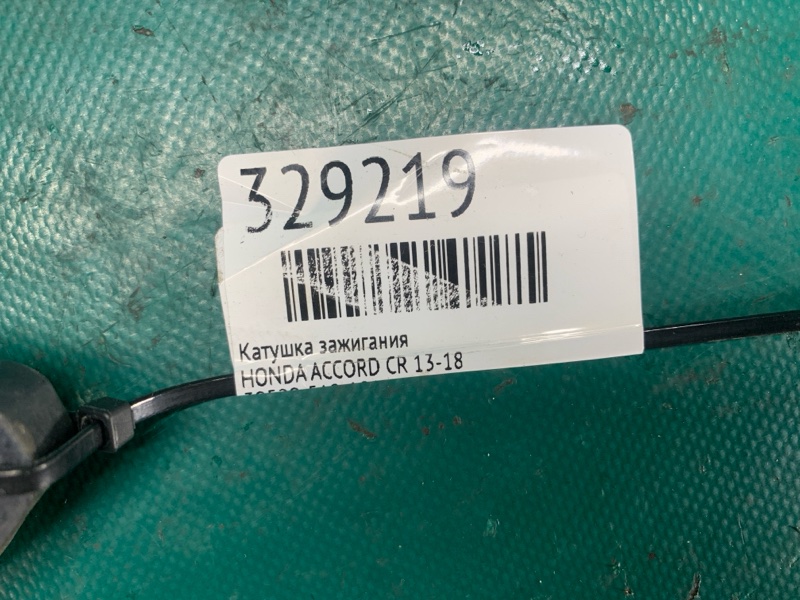 329219
Катушка зажигания
HONDA ACCORD CR 13-18